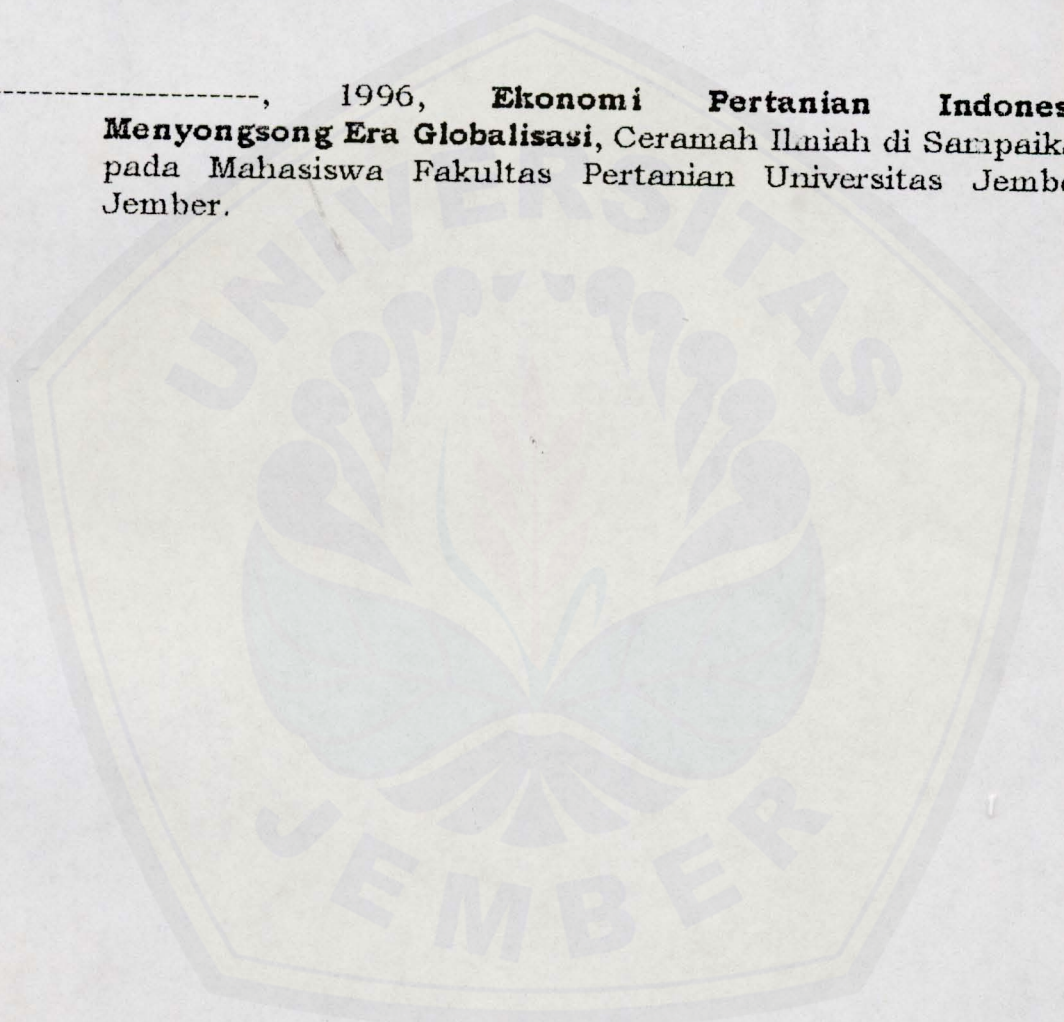 ---------------------, 1996, Ekonomi Pertanian Indones
Menyongsong Era Globalisasi, Ceramah Ilmiah di Sampaik
pada Mahasiswa Fakultas Pertanian Universitas Jembe
Jember.
UNIVERSITAS
JEMBER